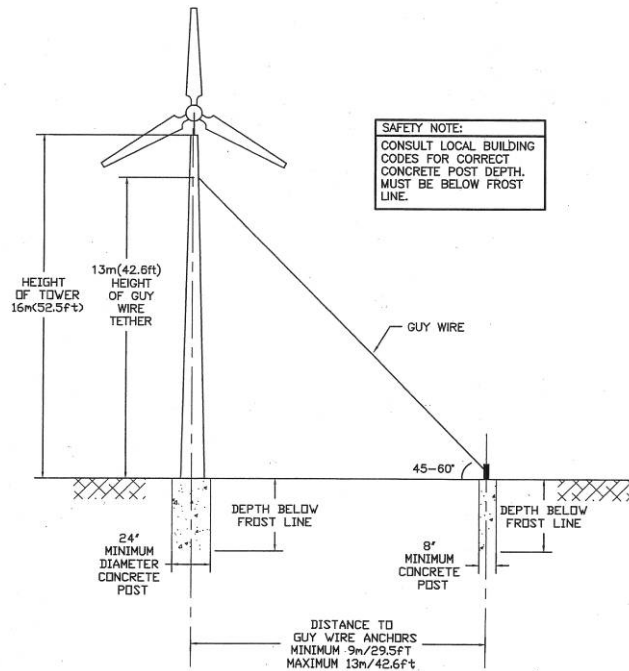 SAFETY NOTE:
CONSULT LOCAL BUILDING
CODES FOR CORRECT
CONCRETE POST DEPTH.
MUST BE BELOW FROST
LINE.
13m(42.6ft)
HEIGHT
OF GUY
WIRE
TETHER
HEIGHT
OF TOWER
16m(52.5ft)
GUY WIRE
45-60°
DEPTH BELOW
FROST LINE
DEPTH BELOW
FROST LINE
24"
MINIMUM
DIAMETER
CONCRETE
POST
8"
MINIMUM
CONCRETE
POST
DISTANCE TO
GUY WIRE ANCHORS
MINIMUM 9m/29.5fT
MAXIMUM 13m/42.6ft